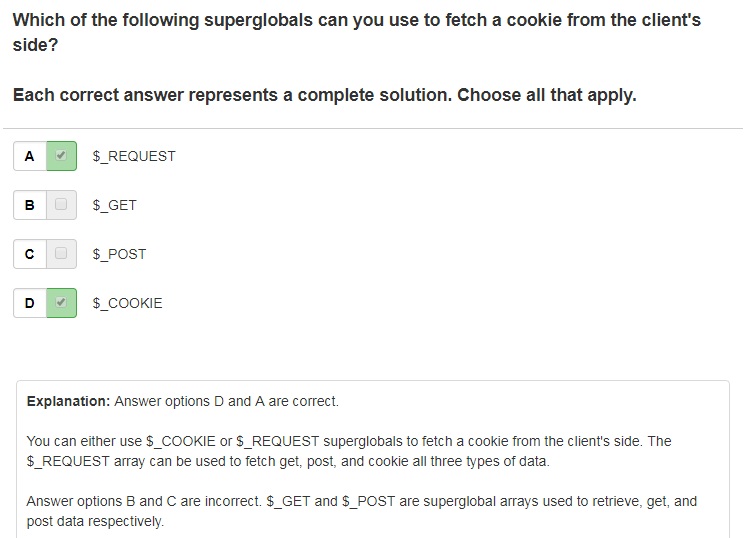 Which of the following superglobals can you use to fetch a cookie from the client's
side?
Each correct answer represents a complete solution. Choose all that apply.
A $_REQUEST
B $_GET
C $_POST
D $_COOKIE
Explanation: Answer options D and A are correct.
You can either use $_COOKIE or $_REQUEST superglobals to fetch a cookie from the client's side. The
$_REQUEST array can be used to fetch get, post, and cookie all three types of data.
Answer options B and C are incorrect. $_GET and $_POST are superglobal arrays used to retrieve, get, and
post data respectively.